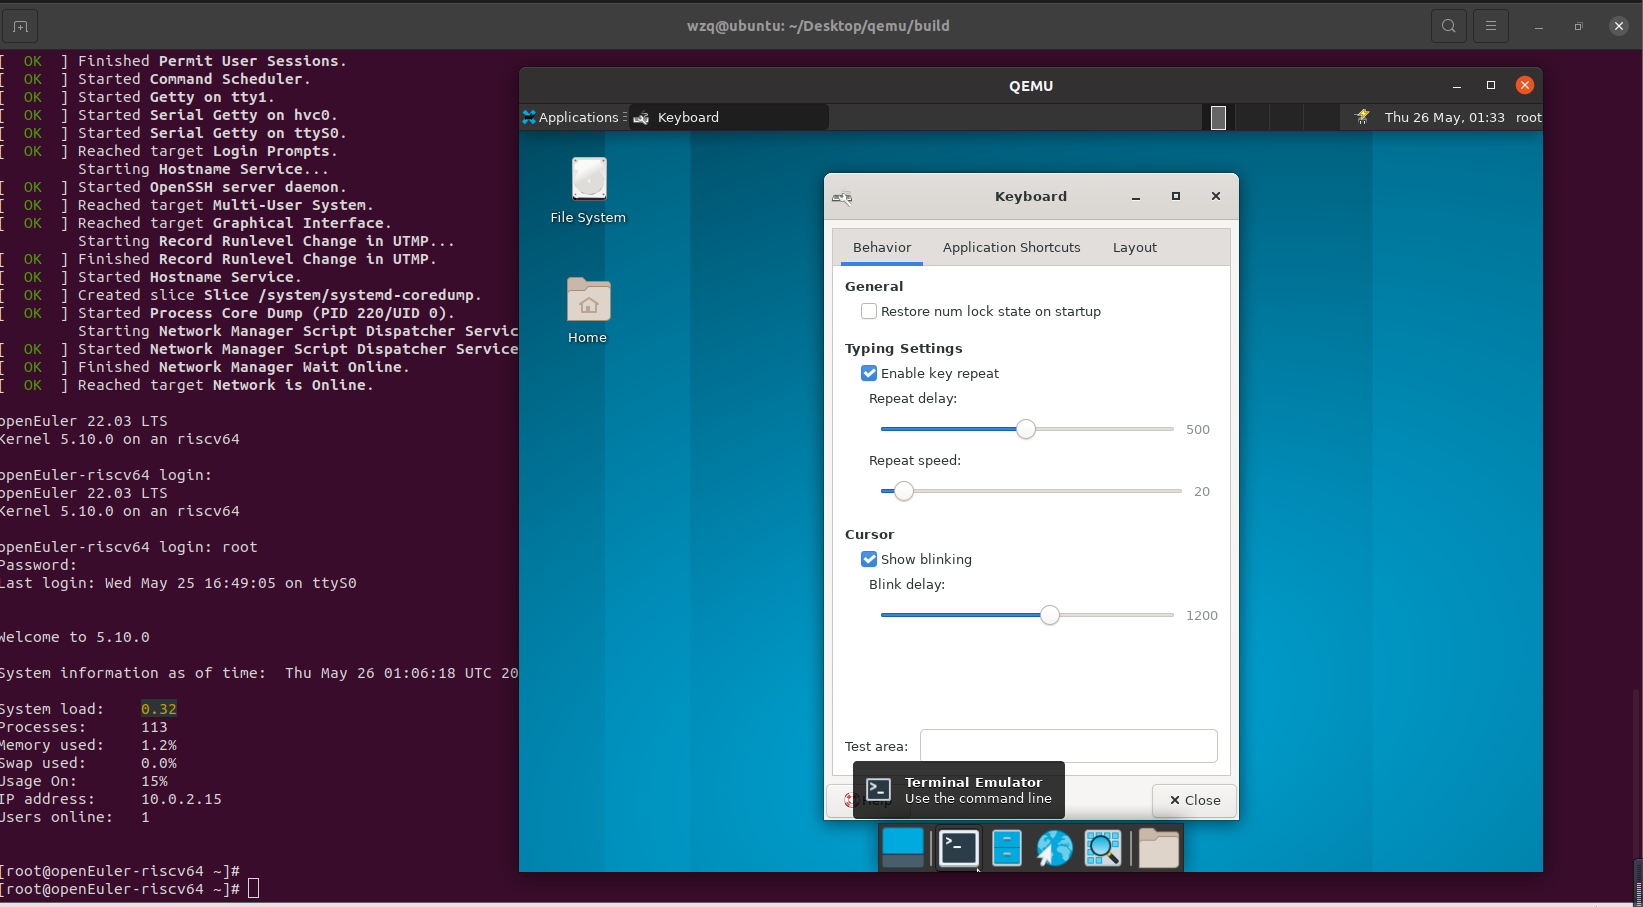 wzq@ubuntu: ~/Desktop/qemu/build
[ OK ] Finished Permit User Sessions.
[ OK ] Started Command Scheduler.
[ OK ] Started Getty on tty1.
[ OK ] Started Serial Getty on hvc0.
[ OK ] Started Serial Getty on ttyS0.
[ OK ] Reached target Login Prompts.
Starting Hostname Service...
[ OK ] Started OpenSSH server daemon.
[ OK ] Reached target Multi-User System.
[ OK ] Reached target Graphical Interface.
Starting Record Runlevel Change in UTMP...
[ OK ] Finished Record Runlevel Change in UTMP.
[ OK ] Started Hostname Service.
[ OK ] Created slice Slice /system/systemd-coredump.
[ OK ] Started Process Core Dump (PID 220/UID 0).
Starting Network Manager Script Dispatcher Servic
[ OK ] Started Network Manager Script Dispatcher Service
[ OK ] Finished Network Manager Wait Online.
[ OK ] Reached target Network is Online.
openEuler 22.03 LTS
Kernel 5.10.0 on an riscv64
openEuler-riscv64 login:
openEuler 22.03 LTS
Kernel 5.10.0 on an riscv64
openEuler-riscv64 login: root
Password:
Last login: Wed May 25 16:49:05 on ttyS0
Welcome to 5.10.0
System information as of time: Thu May 26 01:06:18 UTC 20
System load: 0.32
Processes: 113
Memory used: 1.2%
Swap used: 0.0%
Usage On: 15%
IP address: 10.0.2.15
Users online: 1
[root@openEuler-riscv64 ~]#
[root@openEuler-riscv64 ~]#
QEMU
Applications Keyboard Thu 26 May, 01:33 root
File System
Home
Keyboard
Behavior Application Shortcuts Layout
General
Restore num lock state on startup
Typing Settings
Enable key repeat
Repeat delay:
500
Repeat speed:
20
Cursor
Show blinking
Blink delay:
1200
Test area:
Help Close
Terminal Emulator
Use the command line